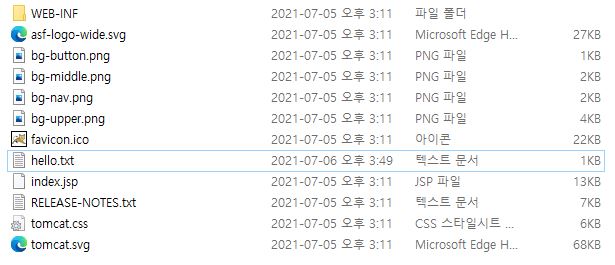 WEB-INF 2021-07-05 오후 3:11 파일 폴더
asf-logo-wide.svg 2021-07-05 오후 3:11 Microsoft Edge H... 27KB
bg-button.png 2021-07-05 오후 3:11 PNG 파일 1KB
bg-middle.png 2021-07-05 오후 3:11 PNG 파일 2KB
bg-nav.png 2021-07-05 오후 3:11 PNG 파일 2KB
bg-upper.png 2021-07-05 오후 3:11 PNG 파일 4KB
favicon.ico 2021-07-05 오후 3:11 아이콘 22KB
hello.txt 2021-07-06 오후 3:49 텍스트 문서 1KB
index.jsp 2021-07-05 오후 3:11 JSP 파일 13KB
RELEASE-NOTES.txt 2021-07-05 오후 3:11 텍스트 문서 7KB
tomcat.css 2021-07-05 오후 3:11 CSS 스타일시트 ... 6KB
tomcat.svg 2021-07-05 오후 3:11 Microsoft Edge H... 68KB